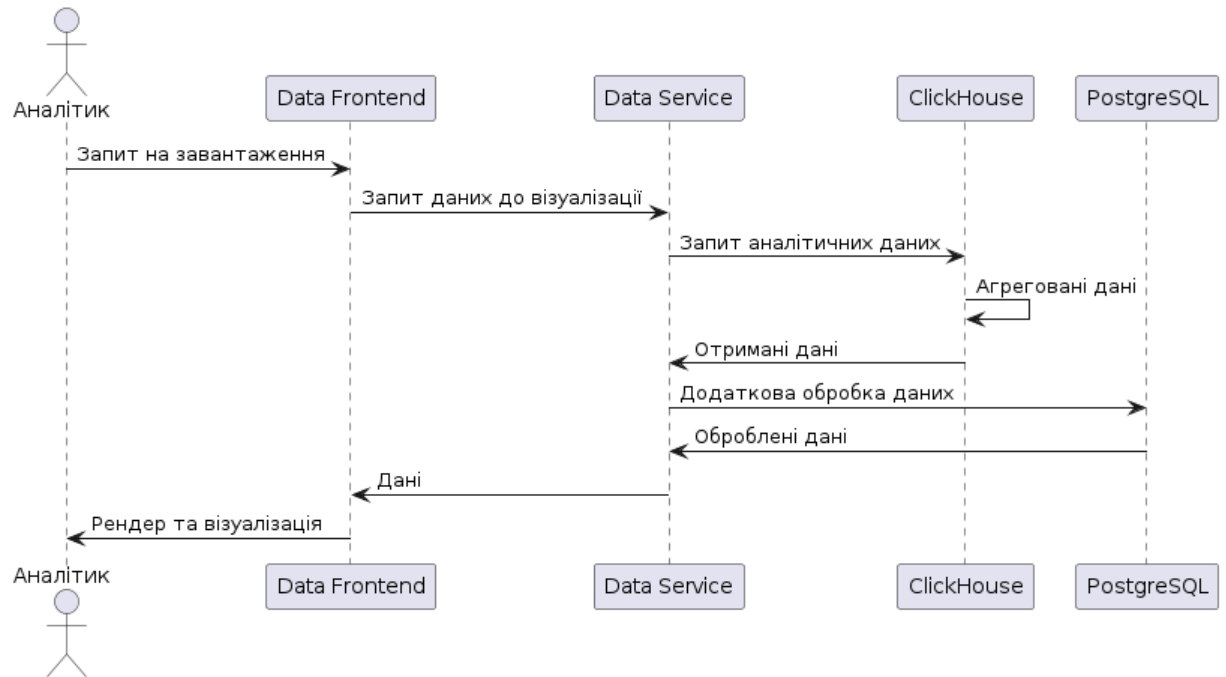 Аналітик
Data Frontend
Data Service
ClickHouse
PostgreSQL
Запит на завантаження
Запит даних до візуалізації
Запит аналітичних даних
Агреговані дані
Отримані дані
Додаткова обробка даних
Оброблені дані
Дані
Рендер та візуалізація
Аналітик
Data Frontend
Data Service
ClickHouse
PostgreSQL